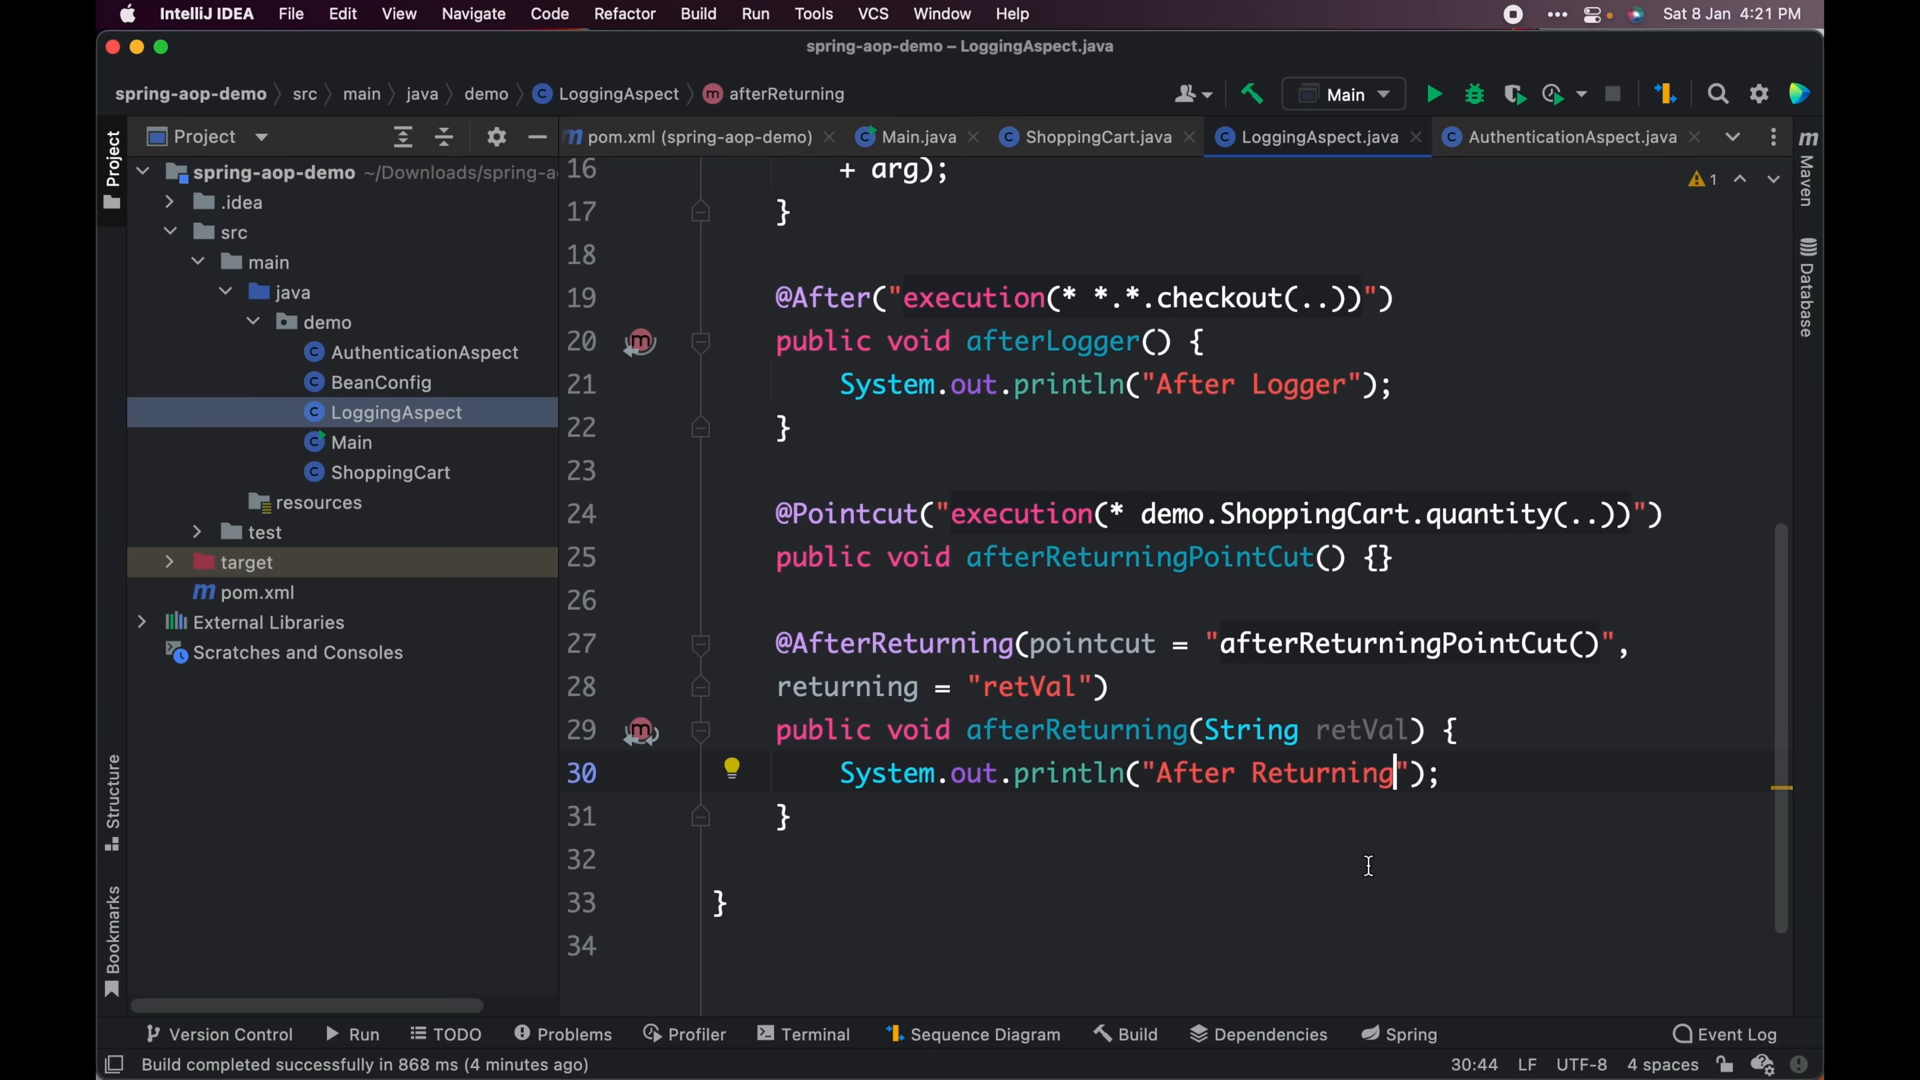 IntelliJ IDEA File Edit View Navigate Code Refactor Build Run Tools VCS Window Help Sat 8 Jan 4:21 PM
spring-aop-demo – LoggingAspect.java
spring-aop-demo src main java demo C LoggingAspect m afterReturning Main
Project
Project
m pom.xml (spring-aop-demo) C Main.java C ShoppingCart.java C LoggingAspect.java C AuthenticationAspect.java
m Maven
Database
spring-aop-demo ~/Downloads/spring-a
.idea
src
main
java
demo
C AuthenticationAspect
C BeanConfig
C LoggingAspect
C Main
C ShoppingCart
resources
test
target
m pom.xml
External Libraries
Scratches and Consoles
Structure
Bookmarks
1
16 + arg);
17 }
18
19 @After("execution(* *.*.checkout(..))")
20 m public void afterLogger() {
21 System.out.println("After Logger");
22 }
23
24 @Pointcut("execution(* demo.ShoppingCart.quantity(..))")
25 public void afterReturningPointCut() {}
26
27 @AfterReturning(pointcut = "afterReturningPointCut()",
28 returning = "retVal")
29 m public void afterReturning(String retVal) {
30 System.out.println("After Returning");
31 }
32
33 }
34
Version Control Run TODO Problems Profiler Terminal Sequence Diagram Build Dependencies Spring Event Log
Build completed successfully in 868 ms (4 minutes ago) 30:44 LF UTF-8 4 spaces